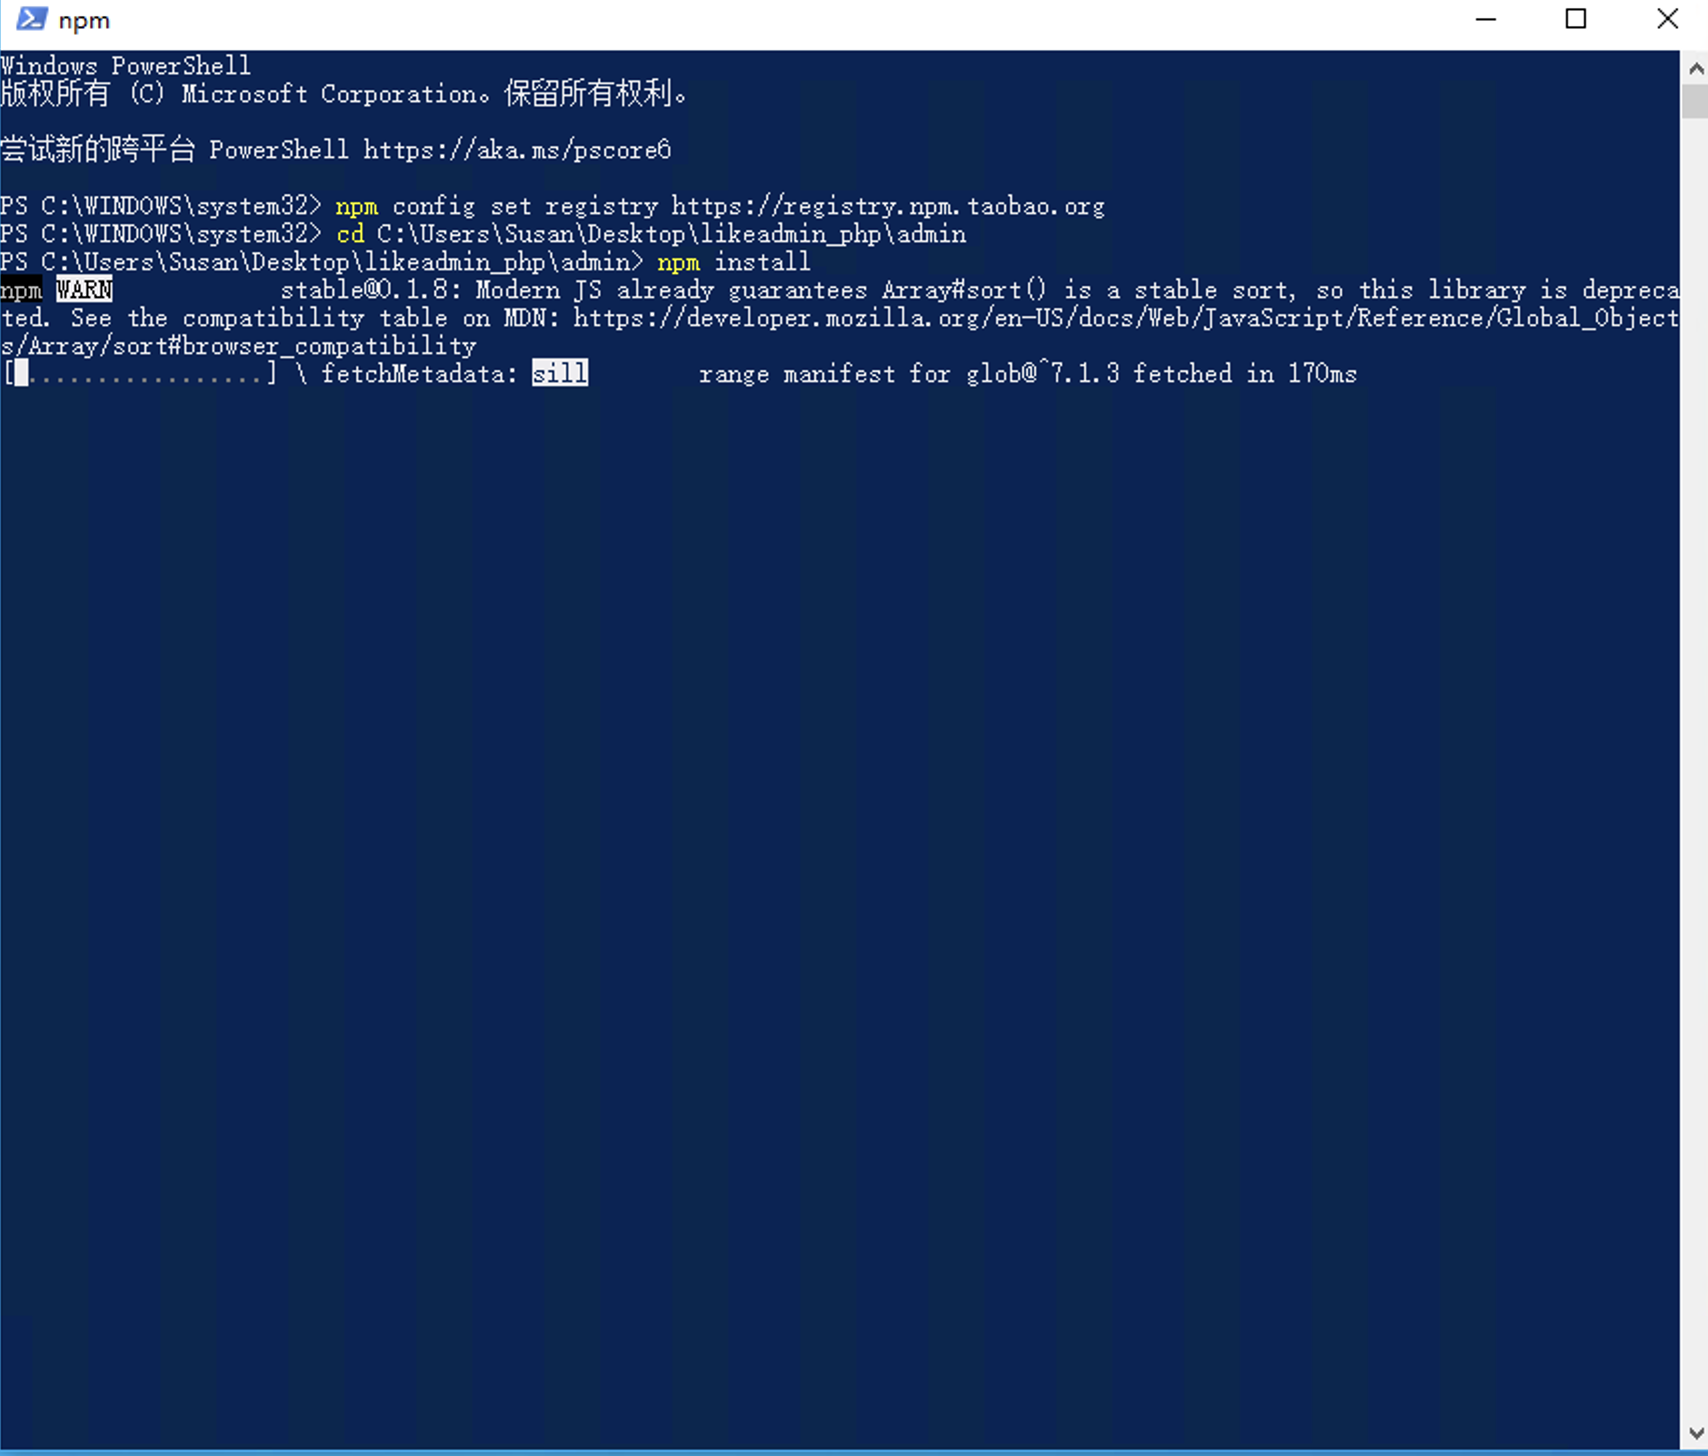 npm
Windows PowerShell
版权所有 (C) Microsoft Corporation。保留所有权利。
尝试新的跨平台 PowerShell https://aka.ms/pscore6
PS C:\WINDOWS\system32> npm config set registry https://registry.npm.taobao.org
PS C:\WINDOWS\system32> cd C:\Users\Susan\Desktop\likeadmin_php\admin
PS C:\Users\Susan\Desktop\likeadmin_php\admin> npm install
npm WARN stable@0.1.8: Modern JS already guarantees Array#sort() is a stable sort, so this library is depreca
ted. See the compatibility table on MDN: https://developer.mozilla.org/en-US/docs/Web/JavaScript/Reference/Global_Object
s/Array/sort#browser_compatibility
[ .................] \ fetchMetadata: sill range manifest for glob@^7.1.3 fetched in 170ms